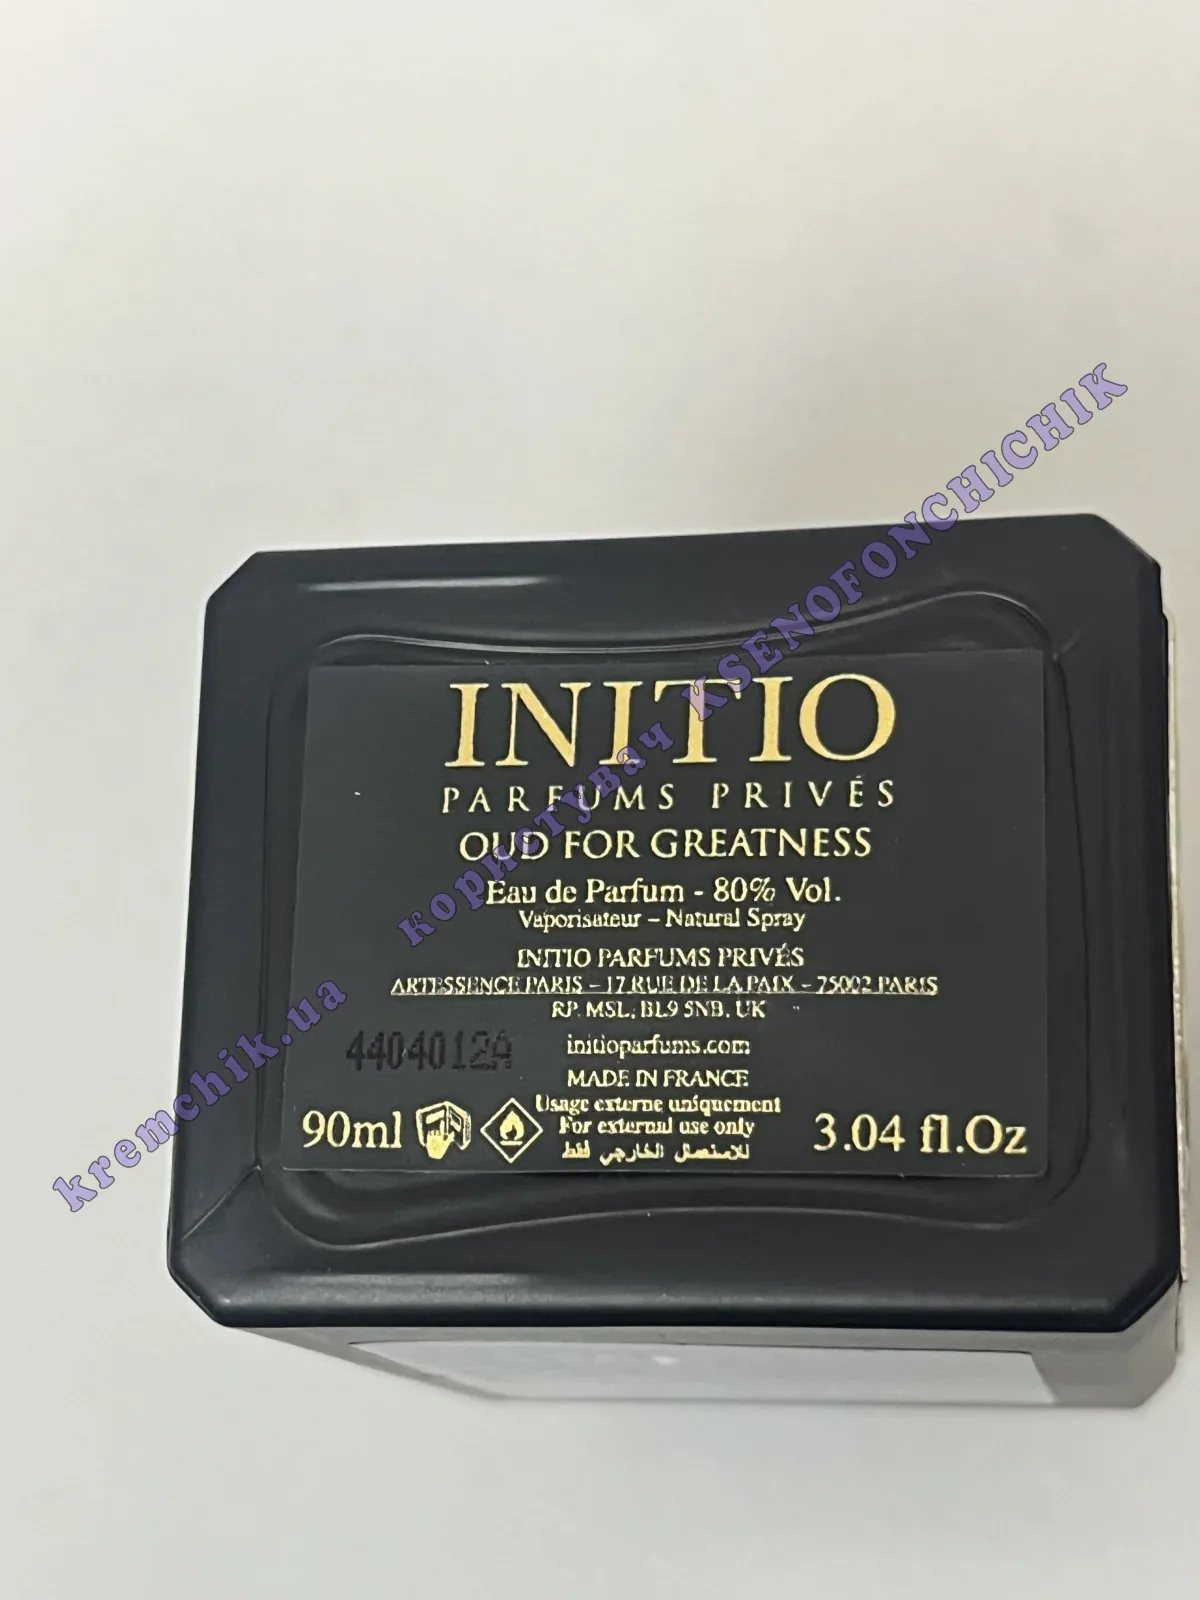 INITIO
PARFUMS PRIVÉS
OUD FOR GREATNESS
Eau de Parfum - 80% Vol.
Vaporisateur – Natural Spray
INITIO PARFUMS PRIVÉS
ARTESSENCE PARIS – 17 RUE DE LA PAIX – 75002 PARIS
RP. MSL, BL9 5NB, UK
initioparfums.com
4404012A
MADE IN FRANCE
Usage externe uniquement
For external use only
للاستعمال الخارجي فقط
90ml
3.04 fl.Oz
kremchik.ua користувач KSENOFONCHICHIK